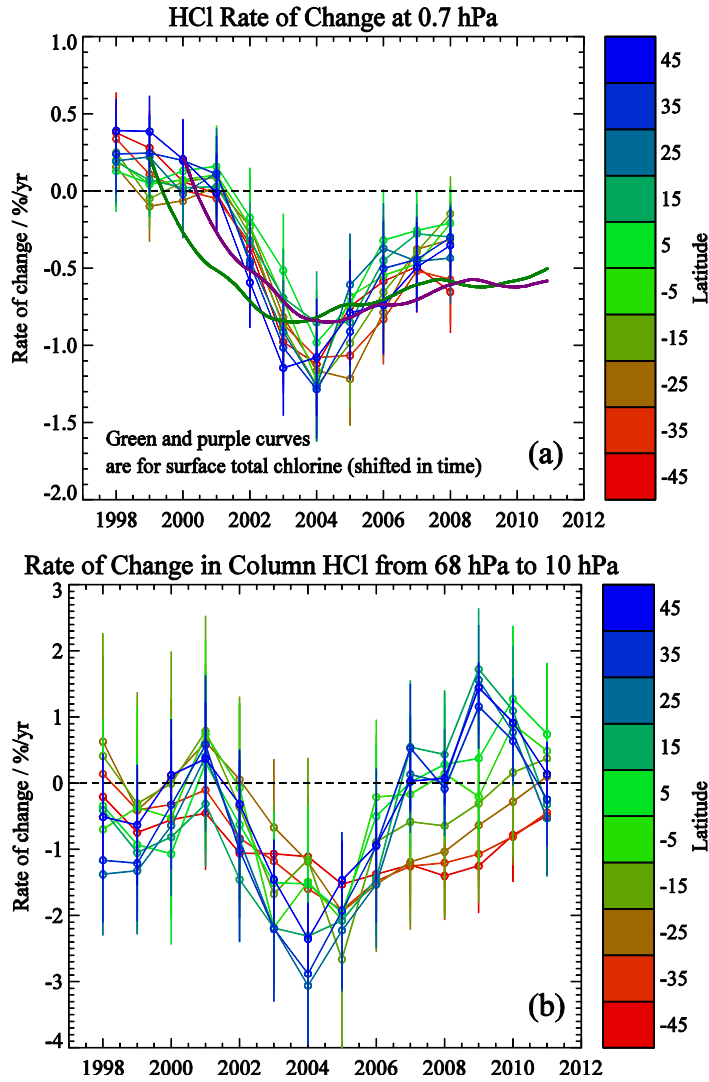 HCl Rate of Change at 0.7 hPa
1.0
0.5
0.0
-0.5
-1.0
-1.5
-2.0
Rate of change / %/yr
Green and purple curves
are for surface total chlorine (shifted in time)
(a)
1998 2000 2002 2004 2006 2008 2010 2012
45
35
25
15
5
-5
-15
-25
-35
-45
Latitude
Rate of Change in Column HCl from 68 hPa to 10 hPa
3
2
1
0
-1
-2
-3
-4
Rate of change / %/yr
(b)
1998 2000 2002 2004 2006 2008 2010 2012
45
35
25
15
5
-5
-15
-25
-35
-45
Latitude